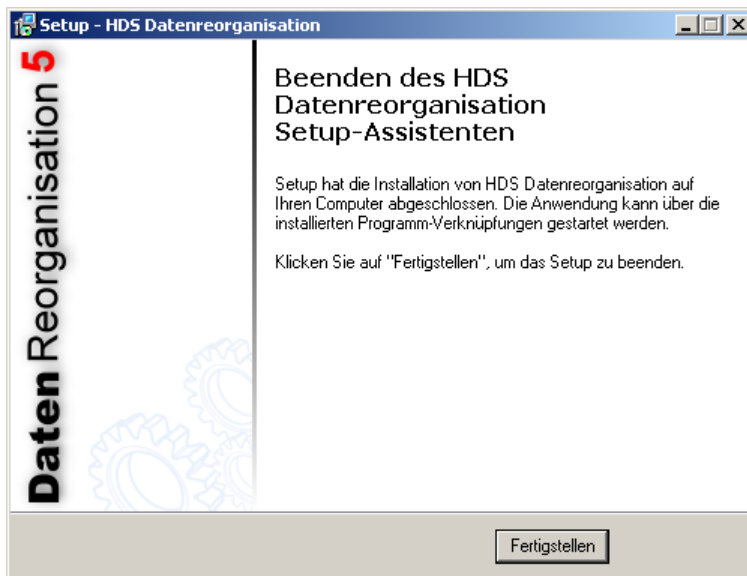 Setup - HDS Datenreorganisation
Daten Reorganisation 5
Beenden des HDS
Datenreorganisation
Setup-Assistenten
Setup hat die Installation von HDS Datenreorganisation auf
Ihren Computer abgeschlossen. Die Anwendung kann über die
installierten Programm-Verknüpfungen gestartet werden.
Klicken Sie auf "Fertigstellen", um das Setup zu beenden.
Fertigstellen